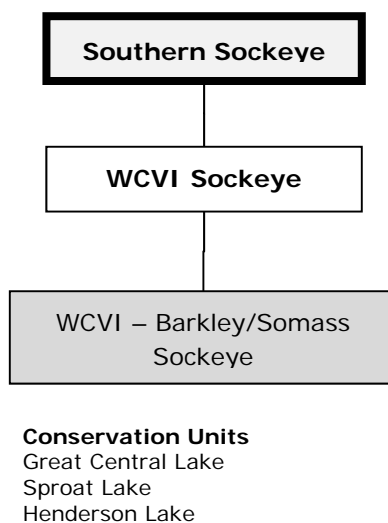 Southern Sockeye
WCVI Sockeye
WCVI – Barkley/Somass
Sockeye
Conservation Units
Great Central Lake
Sproat Lake
Henderson Lake